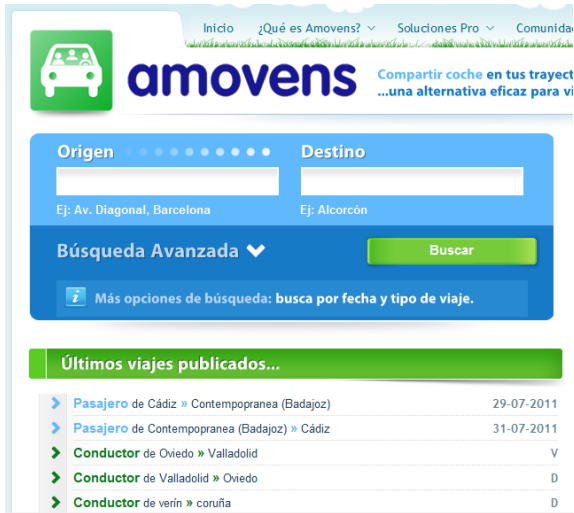 Inicio ¿Qué es Amovens? Soluciones Pro Comunidad
amovens
Compartir coche en tus trayect
...una alternativa eficaz para vi
Origen Destino
Ej: Av. Diagonal, Barcelona Ej: Alcorcón
Búsqueda Avanzada Buscar
i Más opciones de búsqueda: busca por fecha y tipo de viaje.
Últimos viajes publicados...
Pasajero de Cádiz » Contempopranea (Badajoz) 29-07-2011
Pasajero de Contempopranea (Badajoz) » Cádiz 31-07-2011
Conductor de Oviedo » Valladolid V
Conductor de Valladolid » Oviedo D
Conductor de verín » coruña D